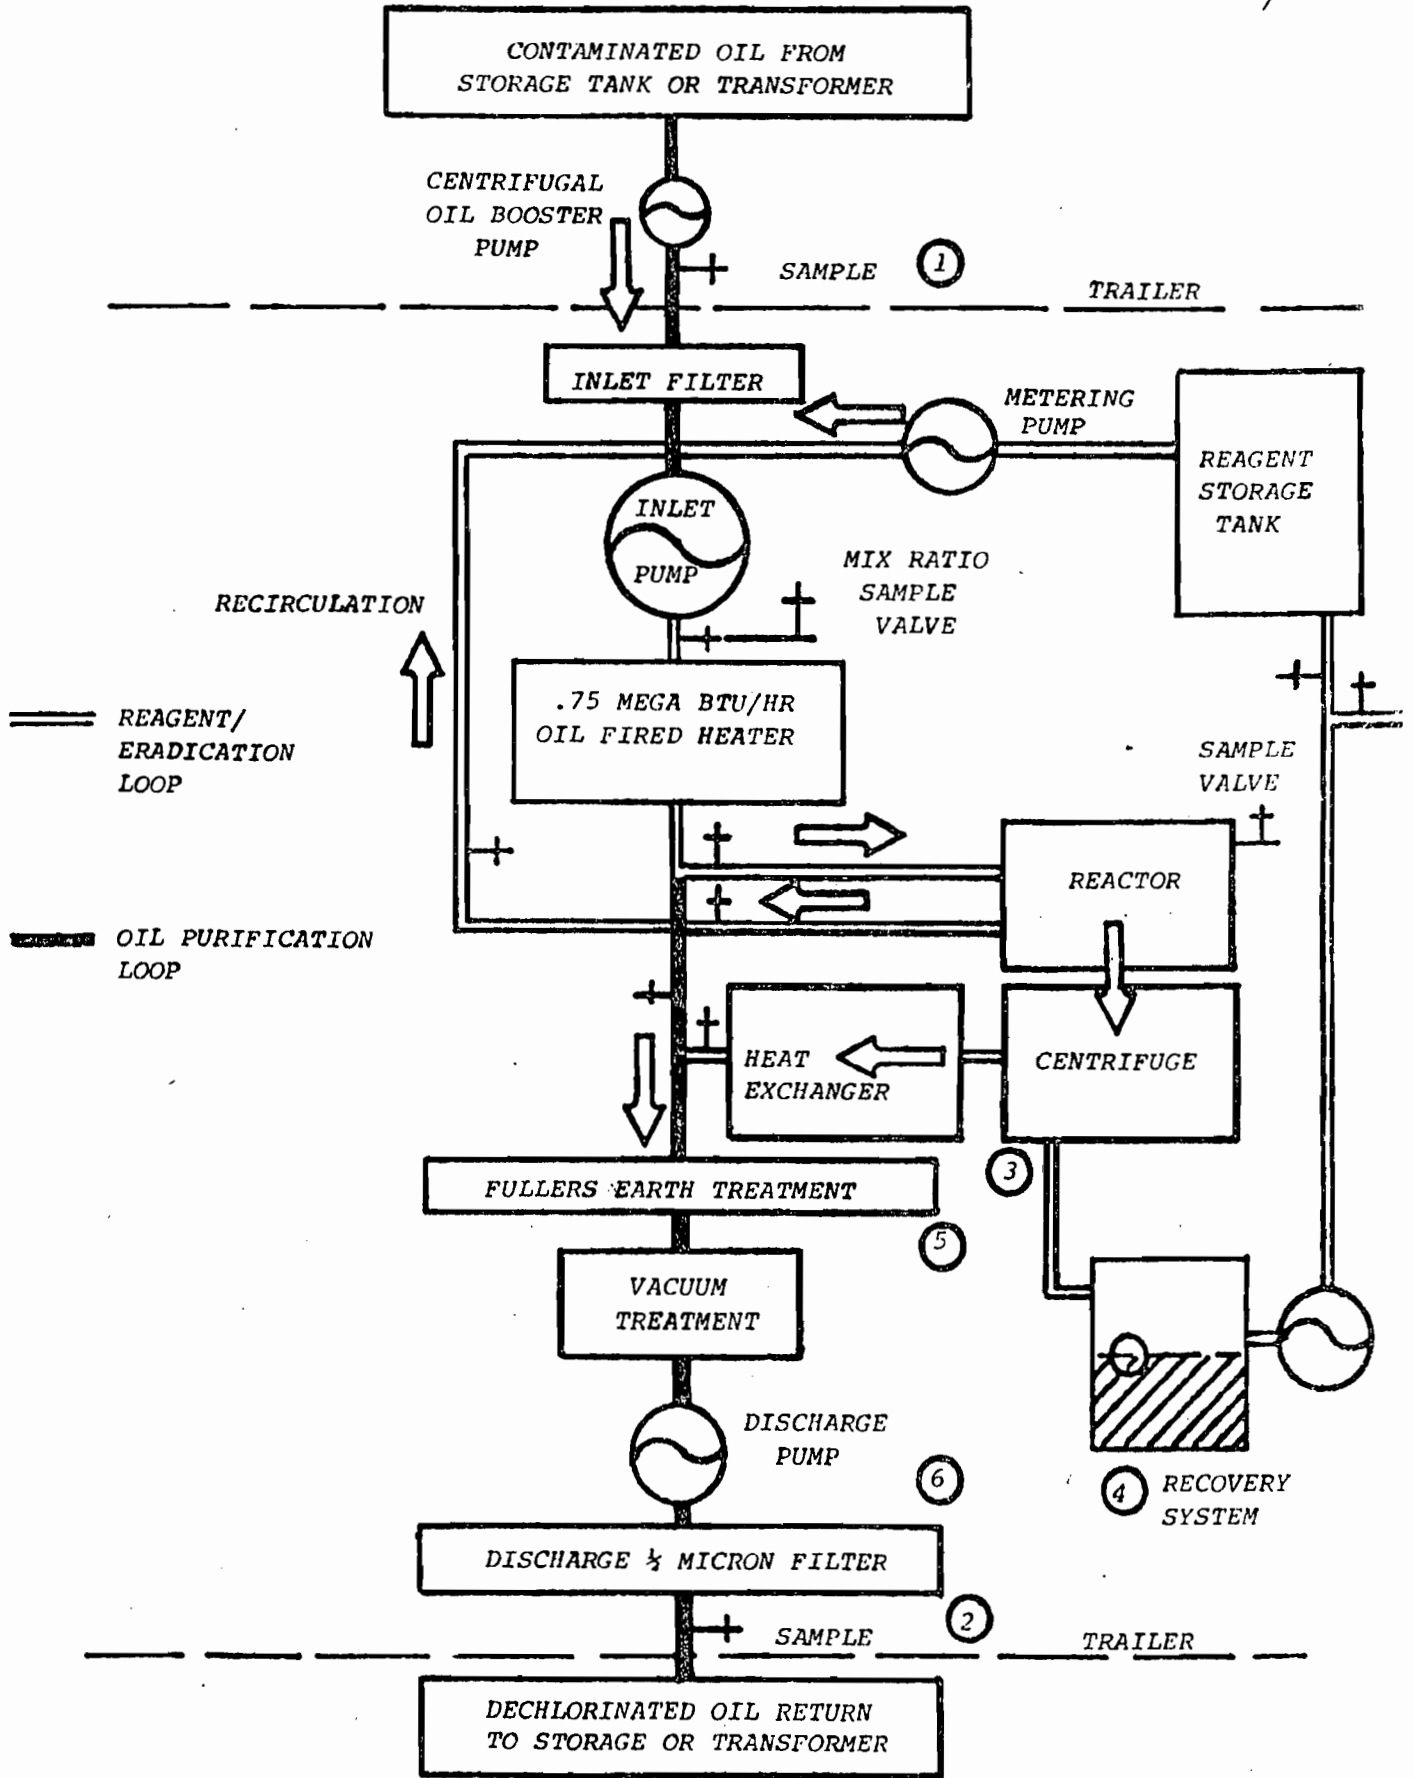 CONTAMINATED OIL FROM
STORAGE TANK OR TRANSFORMER
CENTRIFUGAL
OIL BOOSTER
PUMP
SAMPLE
1
TRAILER
INLET FILTER
METERING
PUMP
REAGENT
STORAGE
TANK
INLET
PUMP
MIX RATIO
SAMPLE
VALVE
RECIRCULATION
.75 MEGA BTU/HR
OIL FIRED HEATER
REAGENT/
ERADICATION
LOOP
SAMPLE
VALVE
REACTOR
OIL PURIFICATION
LOOP
HEAT
EXCHANGER
CENTRIFUGE
3
FULLERS EARTH TREATMENT
5
VACUUM
TREATMENT
DISCHARGE
PUMP
6
4
RECOVERY
SYSTEM
DISCHARGE ½ MICRON FILTER
2
SAMPLE
TRAILER
DECHLORINATED OIL RETURN
TO STORAGE OR TRANSFORMER